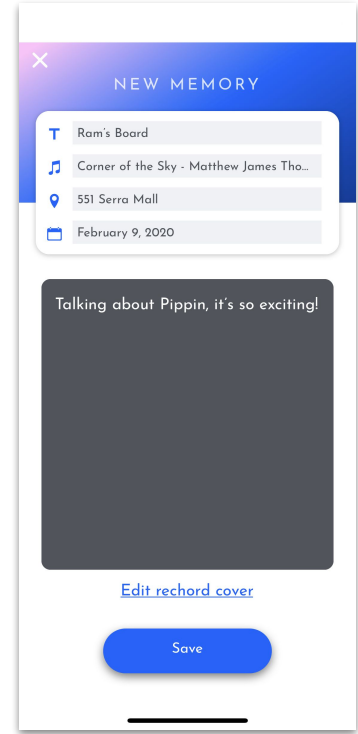 NEW MEMORY
Ram's Board
Corner of the Sky - Matthew James Tho...
551 Serra Mall
February 9, 2020
Talking about Pippin, it's so exciting!
Edit rechord cover
Save